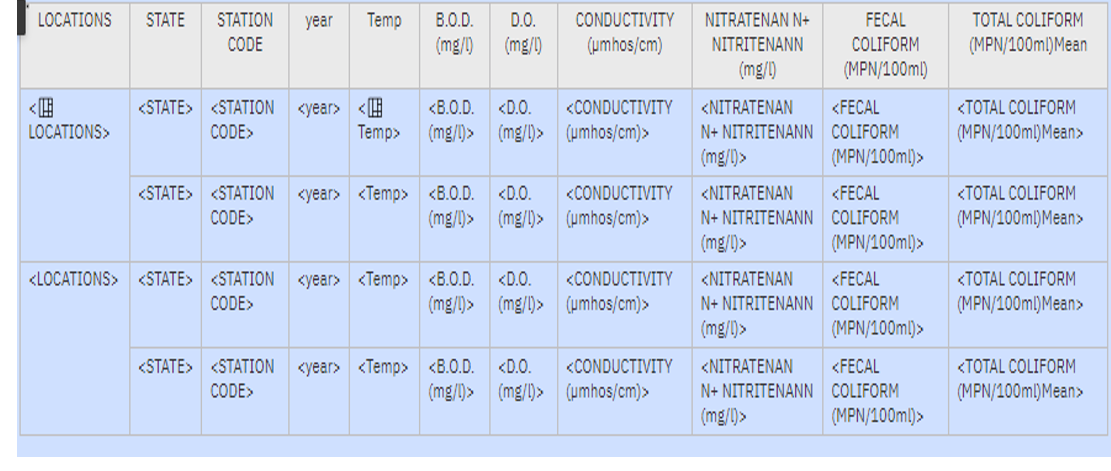 LOCATIONS STATE STATION CODE year Temp B.O.D. (mg/l) D.O. (mg/l) CONDUCTIVITY (µmhos/cm) NITRATENAN N+ NITRITENANN (mg/l) FECAL COLIFORM (MPN/100ml) TOTAL COLIFORM (MPN/100ml)Mean
<LOCATIONS> <STATE> <STATION CODE> <year> <Temp> <B.O.D. (mg/l)> <D.O. (mg/l)> <CONDUCTIVITY (µmhos/cm)> <NITRATENAN N+ NITRITENANN (mg/l)> <FECAL COLIFORM (MPN/100ml)> <TOTAL COLIFORM (MPN/100ml)Mean>
<STATE> <STATION CODE> <year> <Temp> <B.O.D. (mg/l)> <D.O. (mg/l)> <CONDUCTIVITY (µmhos/cm)> <NITRATENAN N+ NITRITENANN (mg/l)> <FECAL COLIFORM (MPN/100ml)> <TOTAL COLIFORM (MPN/100ml)Mean>
<LOCATIONS> <STATE> <STATION CODE> <year> <Temp> <B.O.D. (mg/l)> <D.O. (mg/l)> <CONDUCTIVITY (µmhos/cm)> <NITRATENAN N+ NITRITENANN (mg/l)> <FECAL COLIFORM (MPN/100ml)> <TOTAL COLIFORM (MPN/100ml)Mean>
<STATE> <STATION CODE> <year> <Temp> <B.O.D. (mg/l)> <D.O. (mg/l)> <CONDUCTIVITY (µmhos/cm)> <NITRATENAN N+ NITRITENANN (mg/l)> <FECAL COLIFORM (MPN/100ml)> <TOTAL COLIFORM (MPN/100ml)Mean>